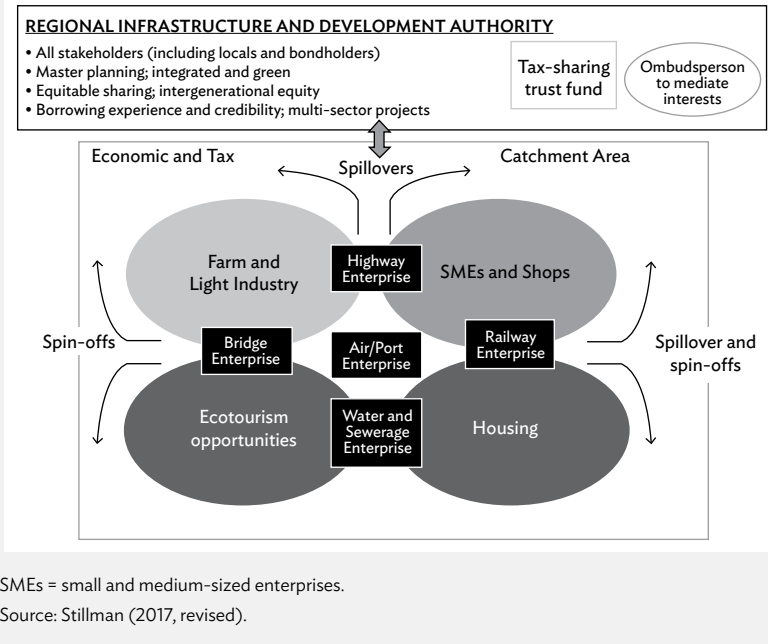 REGIONAL INFRASTRUCTURE AND DEVELOPMENT AUTHORITY
• All stakeholders (including locals and bondholders)
• Master planning; integrated and green
• Equitable sharing; intergenerational equity
• Borrowing experience and credibility; multi-sector projects
Tax-sharing
trust fund
Ombudsperson
to mediate
interests
Economic and Tax
Spillovers
Catchment Area
Farm and
Light Industry
Highway
Enterprise
SMEs and Shops
Spin-offs
Bridge
Enterprise
Air/Port
Enterprise
Railway
Enterprise
Spillover and
spin-offs
Ecotourism
opportunities
Water and
Sewerage
Enterprise
Housing
SMEs = small and medium-sized enterprises.
Source: Stillman (2017, revised).